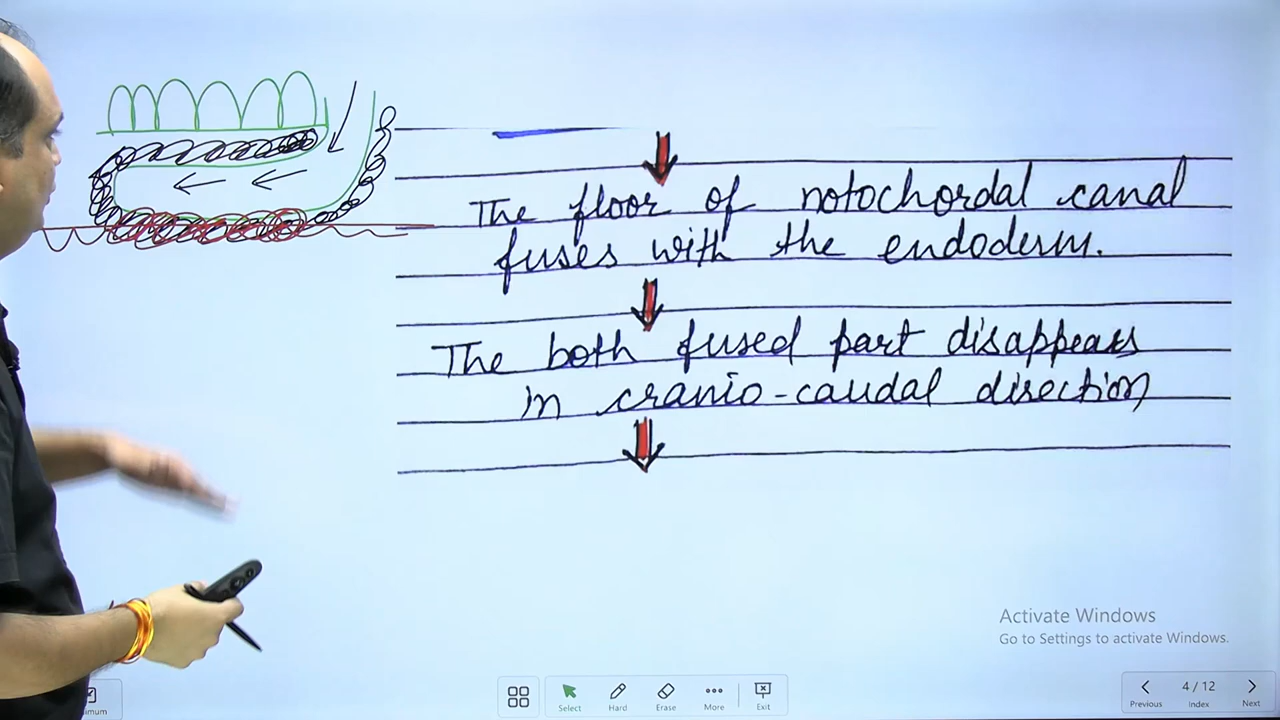 The floor of notochordal canal
fuses with the endoderm.
The both fused part disappears
in cranio-caudal direction
Activate Windows
Go to Settings to activate Windows.
Select
Hard
Erase
More
Exit
Previous
4 / 12
Index
Next